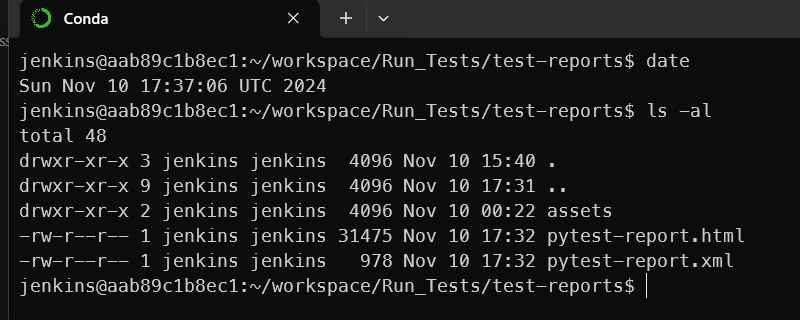 Conda
jenkins@aab89c1b8ec1:~/workspace/Run_Tests/test-reports$ date
Sun Nov 10 17:37:06 UTC 2024
jenkins@aab89c1b8ec1:~/workspace/Run_Tests/test-reports$ ls -al
total 48
drwxr-xr-x 3 jenkins jenkins  4096 Nov 10 15:40 .
drwxr-xr-x 9 jenkins jenkins  4096 Nov 10 17:31 ..
drwxr-xr-x 2 jenkins jenkins  4096 Nov 10 00:22 assets
-rw-r--r-- 1 jenkins jenkins 31475 Nov 10 17:32 pytest-report.html
-rw-r--r-- 1 jenkins jenkins   978 Nov 10 17:32 pytest-report.xml
jenkins@aab89c1b8ec1:~/workspace/Run_Tests/test-reports$